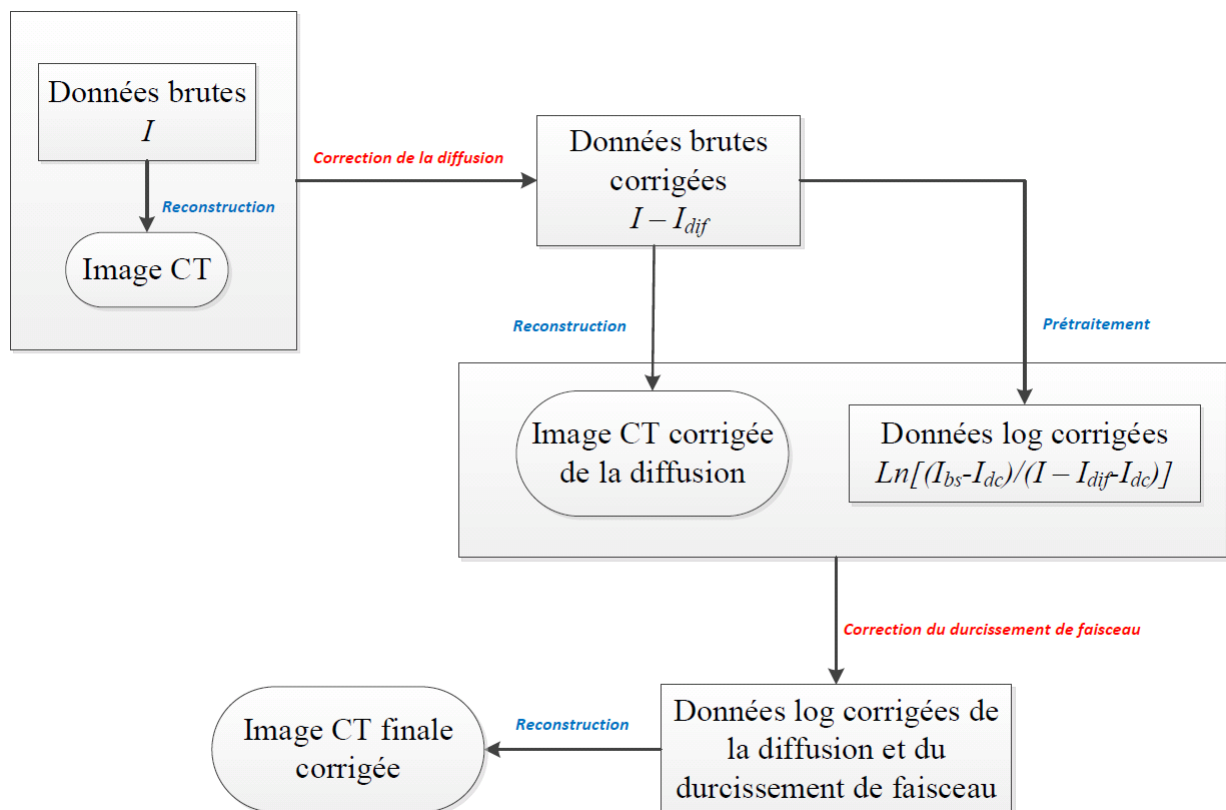 Données brutes
I
Reconstruction
Image CT
Correction de la diffusion
Données brutes
corrigées
I – Idif
Reconstruction
Prétraitement
Image CT corrigée
de la diffusion
Données log corrigées
Ln[(Ibs-Idc)/(I – Idif-Idc)]
Correction du durcissement de faisceau
Données log corrigées de
la diffusion et du
durcissement de faisceau
Reconstruction
Image CT finale
corrigée